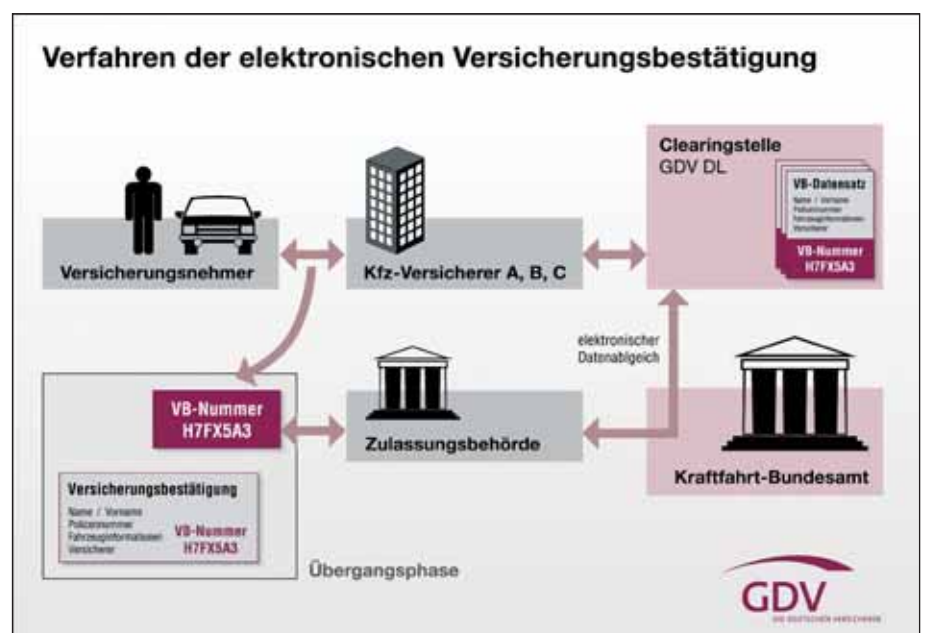 Verfahren der elektronischen Versicherungsbestätigung
Clearingstelle
GDV DL
VB-Datensatz
Name / Vorname
Policennummer
Fahrzeuginformationen
Versicherer
VB-Nummer
H7FX5A3
Versicherungsnehmer
Kfz-Versicherer A, B, C
elektronischer
Datenablgeich
VB-Nummer
H7FX5A3
Zulassungsbehörde
Kraftfahrt-Bundesamt
Versicherungsbestätigung
Name / Vorname
Policennummer
Fahrzeuginformationen
Versicherer
VB-Nummer
H7FX5A3
Übergangsphase
GDV
DIE DEUTSCHEN VERSICHERER